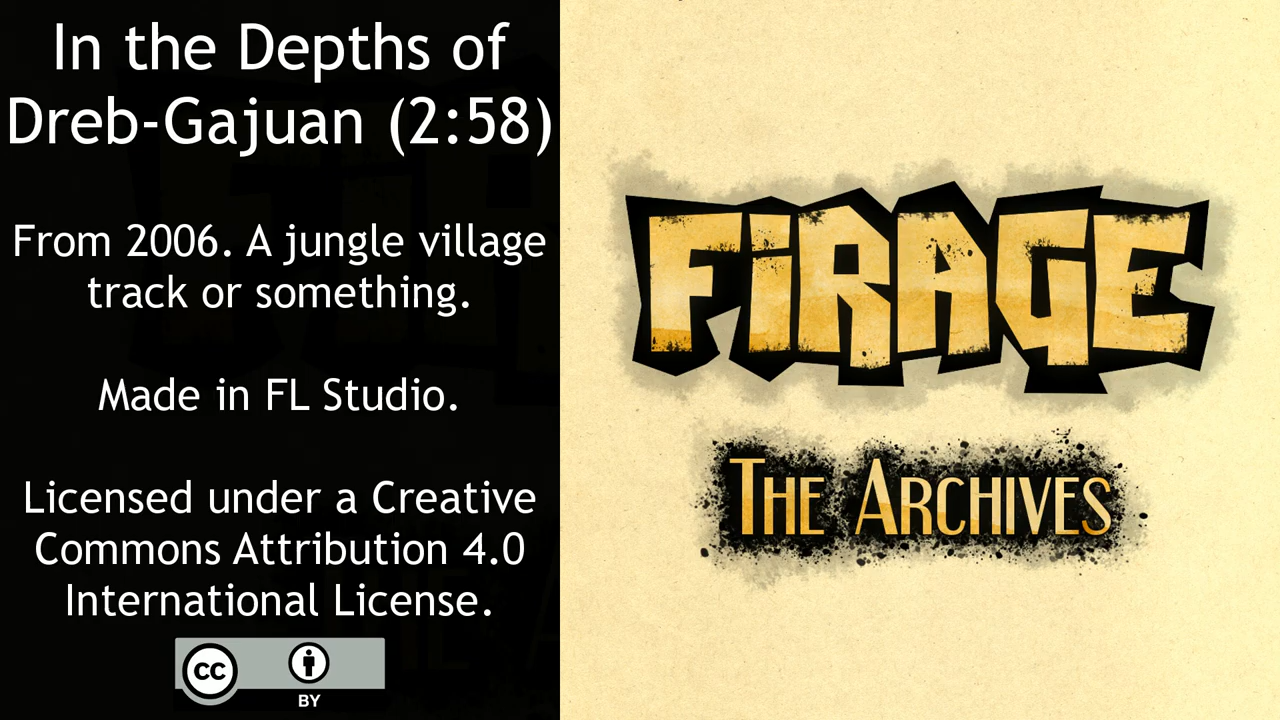 In the Depths of
Dreb-Gajuan (2:58)
From 2006. A jungle village
track or something.
Made in FL Studio.
Licensed under a Creative
Commons Attribution 4.0
International License.
CC
BY
FiRAGE
THE ARCHIVES